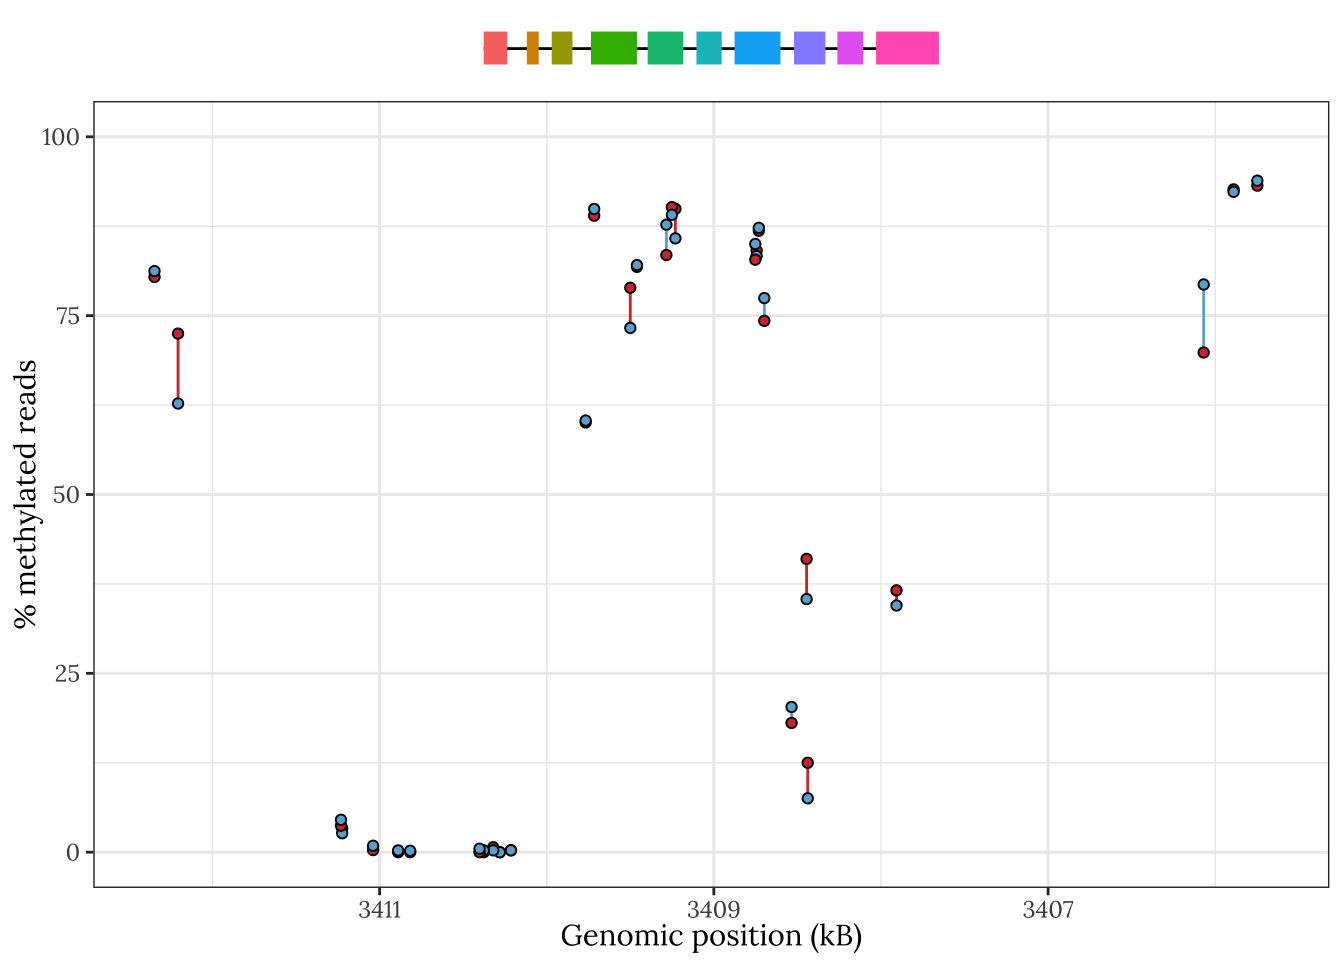 100
75
50
25
0
% methylated reads
3411 3409 3407
Genomic position (kB)